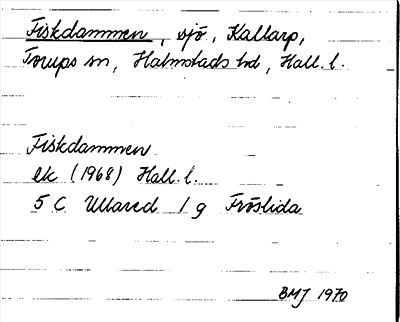 Fiskdammen, sjö, Kallarp,
Torups sn, Halmstads hd, Hall. l.
Fiskdammen
ek (1968) Hall. l.
5 C Ullared 1 g Fröslida
BMJ 1970